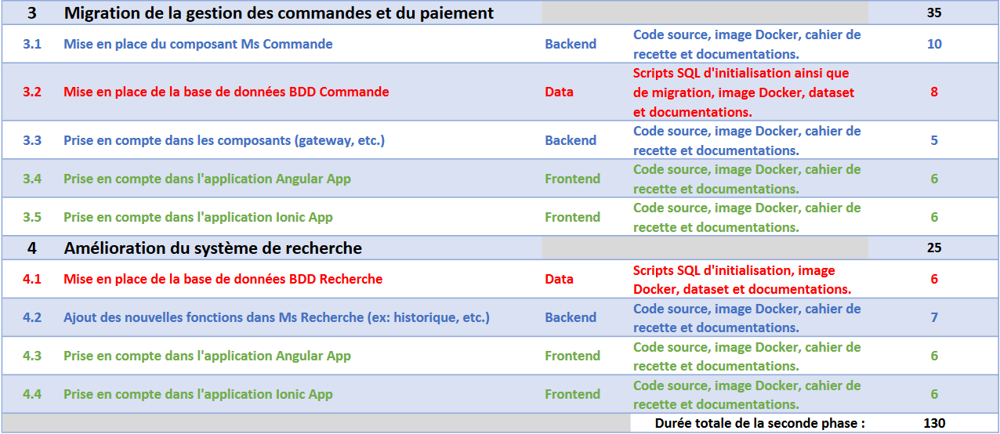 3 Migration de la gestion des commandes et du paiement 35
3.1 Mise en place du composant Ms Commande Backend Code source, image Docker, cahier de
recette et documentations. 10
3.2 Mise en place de la base de données BDD Commande Data Scripts SQL d'initialisation ainsi que
de migration, image Docker, dataset
et documentations. 8
3.3 Prise en compte dans les composants (gateway, etc.) Backend Code source, image Docker, cahier de
recette et documentations. 5
3.4 Prise en compte dans l'application Angular App Frontend Code source, image Docker, cahier de
recette et documentations. 6
3.5 Prise en compte dans l'application Ionic App Frontend Code source, image Docker, cahier de
recette et documentations. 6
4 Amélioration du système de recherche 25
4.1 Mise en place de la base de données BDD Recherche Data Scripts SQL d'initialisation, image
Docker, dataset et documentations. 6
4.2 Ajout des nouvelles fonctions dans Ms Recherche (ex: historique, etc.) Backend Code source, image Docker, cahier de
recette et documentations. 7
4.3 Prise en compte dans l'application Angular App Frontend Code source, image Docker, cahier de
recette et documentations. 6
4.4 Prise en compte dans l'application Ionic App Frontend Code source, image Docker, cahier de
recette et documentations. 6
Durée totale de la seconde phase : 130